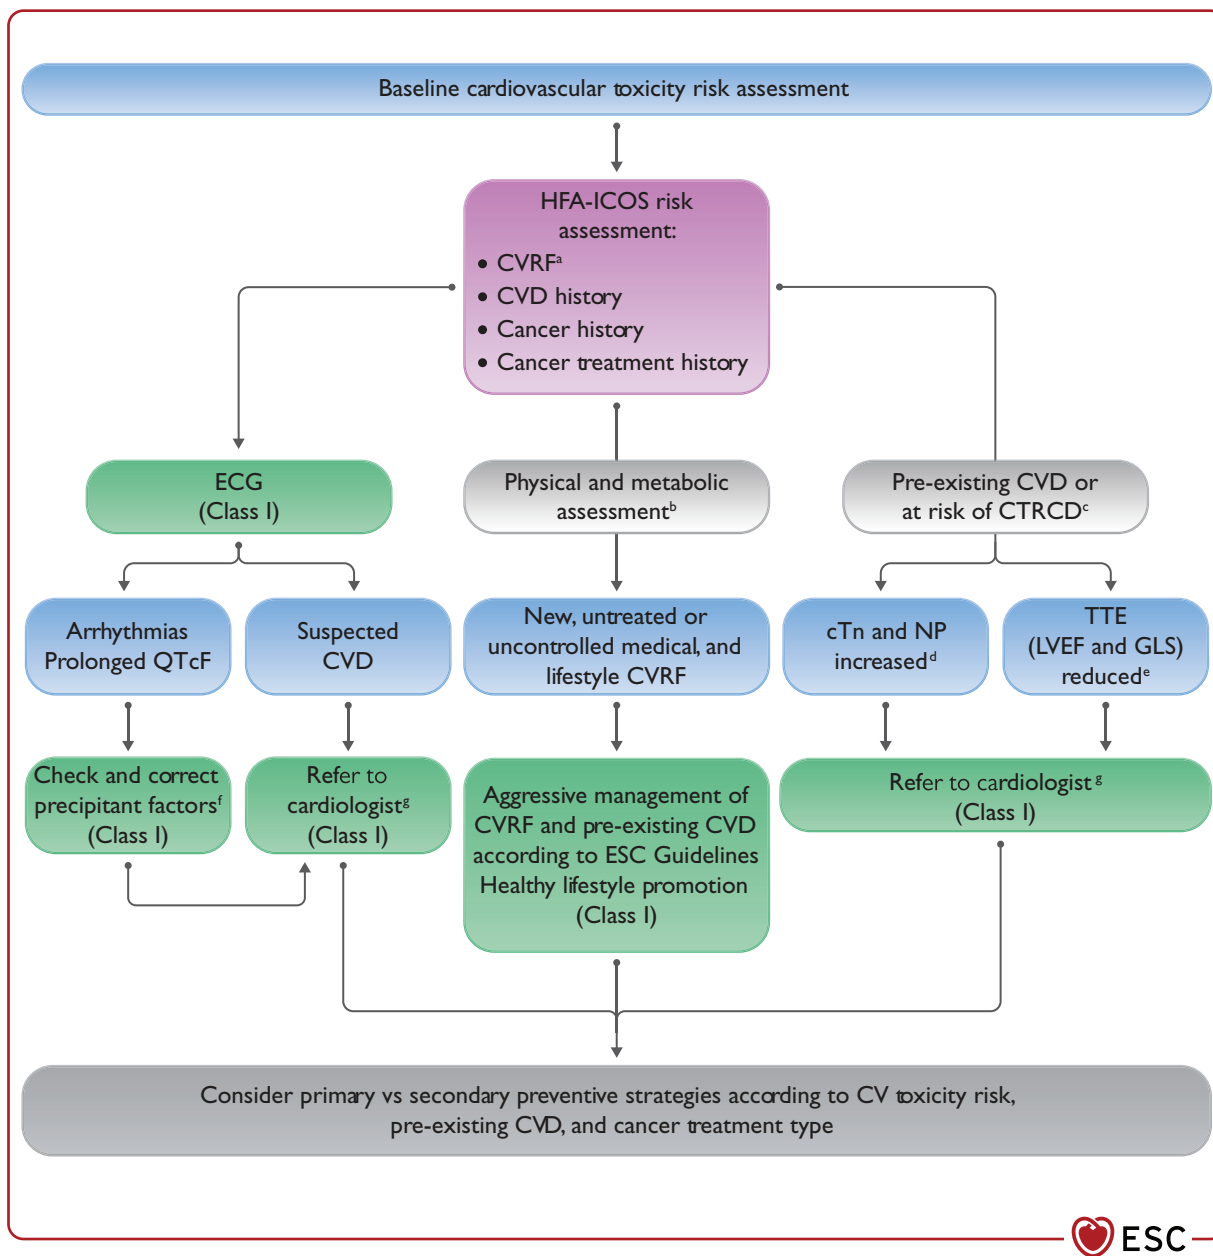 Baseline cardiovascular toxicity risk assessment
HFA-ICOS risk
assessment:
• CVRFᵃ
• CVD history
• Cancer history
• Cancer treatment history
ECG
(Class I)
Physical and metabolic
assessmentᵇ
Pre-existing CVD or
at risk of CTRCDᶜ
Arrhythmias
Prolonged QTcF
Suspected
CVD
New, untreated or
uncontrolled medical, and
lifestyle CVRF
cTn and NP
increasedᵈ
TTE
(LVEF and GLS)
reducedᵉ
Check and correct
precipitant factorsᶠ
(Class I)
Refer to
cardiologistᵍ
(Class I)
Aggressive management of
CVRF and pre-existing CVD
according to ESC Guidelines
Healthy lifestyle promotion
(Class I)
Refer to cardiologistᵍ
(Class I)
Consider primary vs secondary preventive strategies according to CV toxicity risk,
pre-existing CVD, and cancer treatment type
ESC